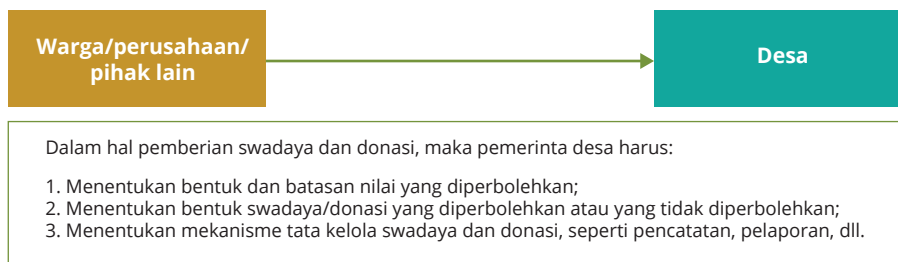 Warga/perusahaan/
pihak lain
Desa
Dalam hal pemberian swadaya dan donasi, maka pemerinta desa harus:
1. Menentukan bentuk dan batasan nilai yang diperbolehkan;
2. Menentukan bentuk swadaya/donasi yang diperbolehkan atau yang tidak diperbolehkan;
3. Menentukan mekanisme tata kelola swadaya dan donasi, seperti pencatatan, pelaporan, dll.